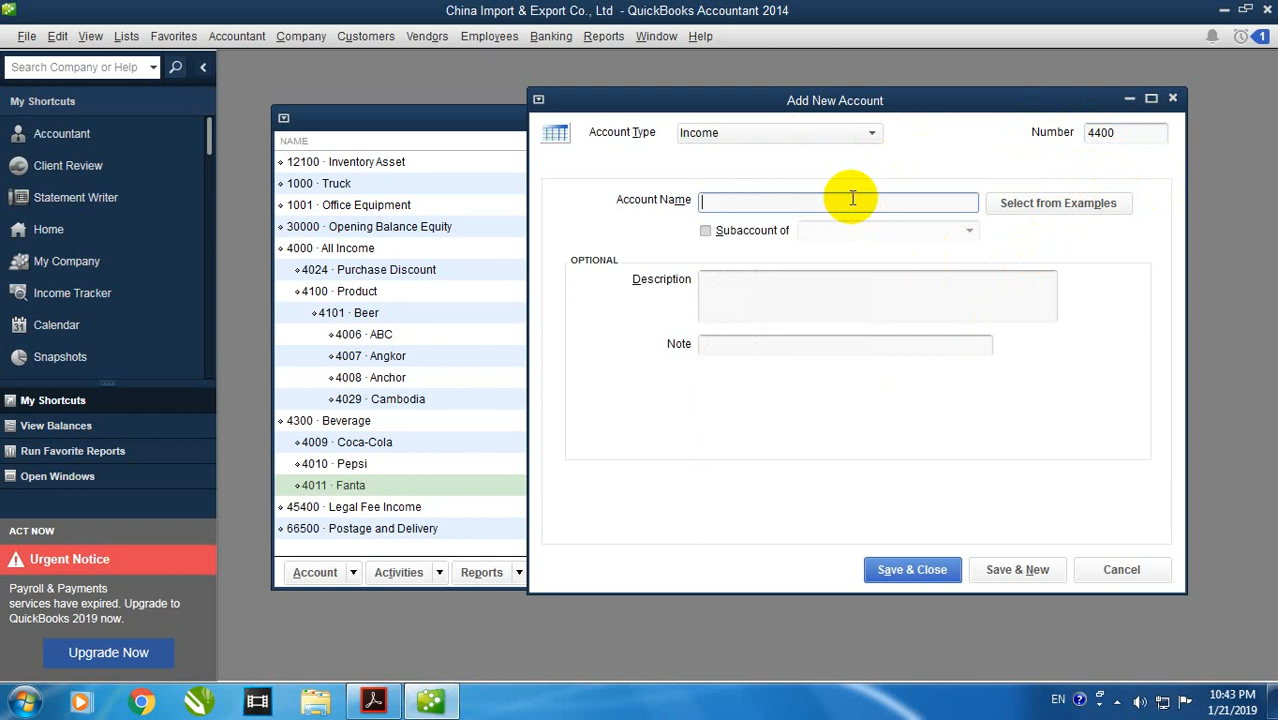 China Import & Export Co., Ltd - QuickBooks Accountant 2014
File Edit View Lists Favorites Accountant Company Customers Vendors Employees Banking Reports Window Help
1
Search Company or Help
My Shortcuts
Accountant
Client Review
Statement Writer
Home
My Company
Income Tracker
Calendar
Snapshots
My Shortcuts
View Balances
Run Favorite Reports
Open Windows
ACT NOW
Urgent Notice
Payroll & Payments
services have expired. Upgrade to
QuickBooks 2019 now.
Upgrade Now
NAME
12100 · Inventory Asset
1000 · Truck
1001 · Office Equipment
30000 · Opening Balance Equity
4000 · All Income
4024 · Purchase Discount
4100 · Product
4101 · Beer
4006 · ABC
4007 · Angkor
4008 · Anchor
4029 · Cambodia
4300 · Beverage
4009 · Coca-Cola
4010 · Pepsi
4011 · Fanta
45400 · Legal Fee Income
66500 · Postage and Delivery
Account Activities Reports
Add New Account
Account Type Income Number 4400
Account Name Select from Examples
Subaccount of
OPTIONAL
Description
Note
Save & Close Save & New Cancel
EN
10:43 PM
1/21/2019